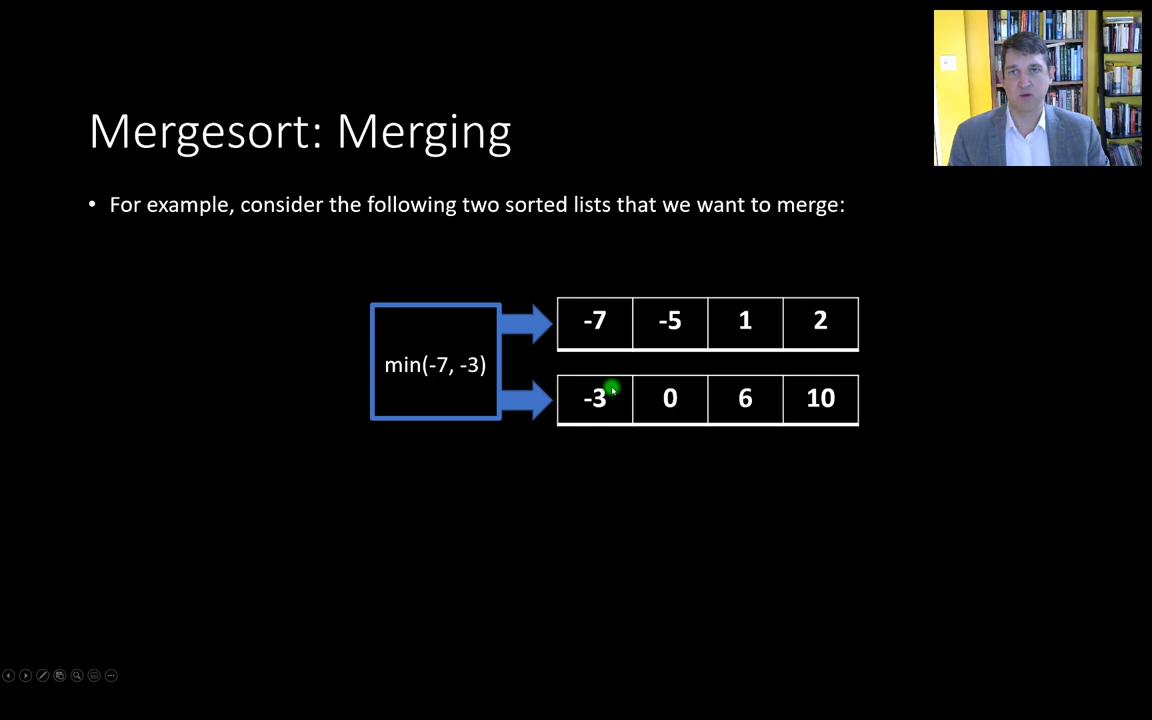 Mergesort: Merging
• For example, consider the following two sorted lists that we want to merge:
min(-7, -3)
-7 -5 1 2
-3 0 6 10